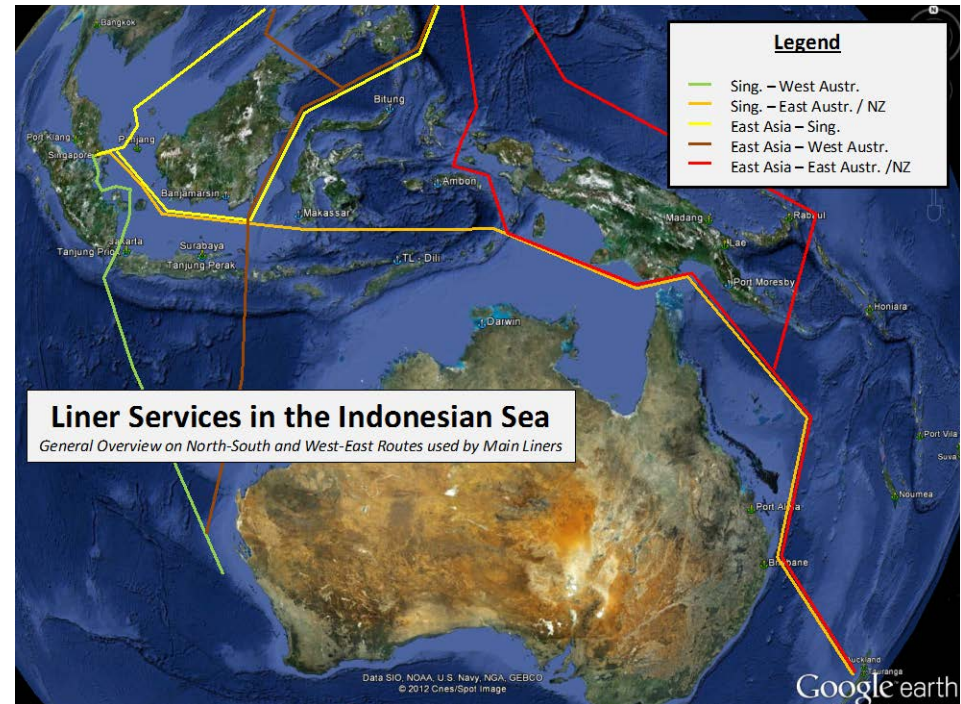 Bangkok
N
Legend
Sing. – West Austr.
Sing. – East Austr. / NZ
East Asia – Sing.
East Asia – West Austr.
East Asia – East Austr. /NZ
Bitung
Port Klang
Singapore
Ambon
Banjamarsin
Makassar
Madang
Rabaul
Lae
Jakarta
Tanjung Priok
Surabaya
Tanjung Perak
TL - Dili
Port Moresby
Honiara
Darwin
Liner Services in the Indonesian Sea
General Overview on North-South and West-East Routes used by Main Liners
Port Vila
Suva
Noumea
Port Alma
Brisbane
Auckland
Tauranga
Data SIO, NOAA, U.S. Navy, NGA, GEBCO
© 2012 Cnes/Spot Image
Google earth